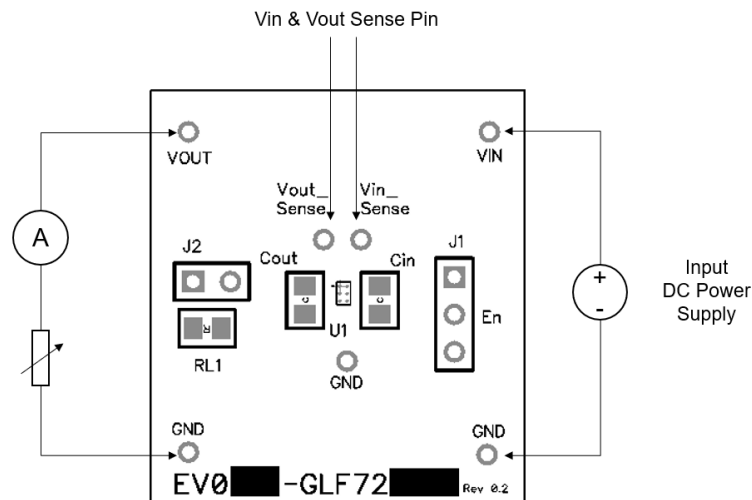 Vin & Vout Sense Pin
VOUT
VIN
Vout_
Sense
Vin_
Sense
A
J2
Cout
Cin
J1
+
-
Input
DC Power
Supply
C
C
En
R
U1
RL1
GND
GND
GND
EV0 -GLF72 Rev 0.2